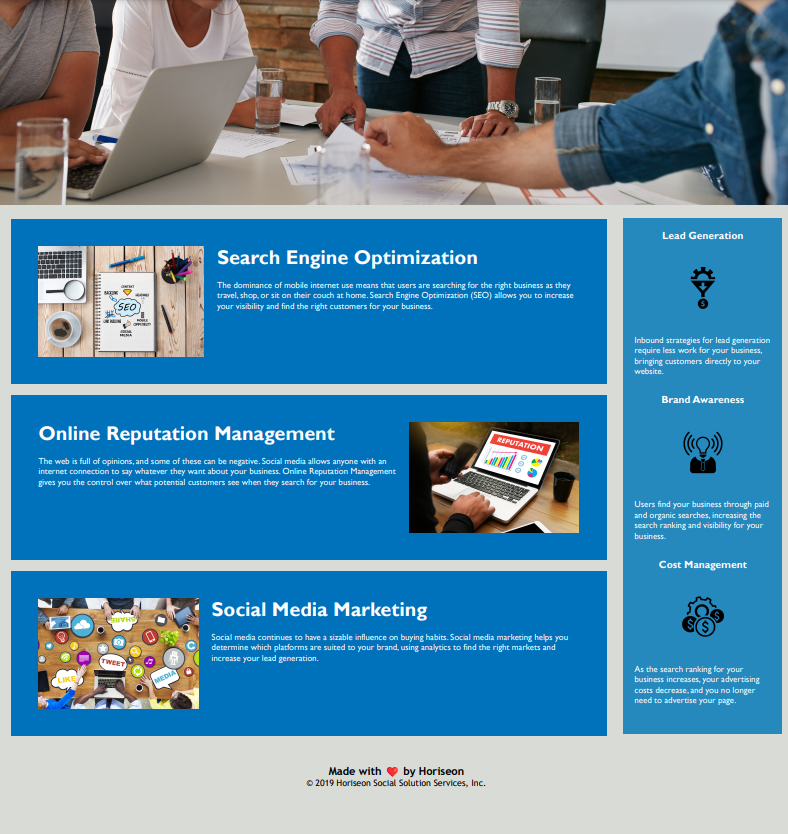 Search Engine Optimization
The dominance of mobile internet use means that users are searching for the right business as they
travel, shop, or sit on their couch at home. Search Engine Optimization (SEO) allows you to increase
your visibility and find the right customers for your business.
SEO
Online Reputation Management
The web is full of opinions, and some of these can be negative. Social media allows anyone with an
internet connection to say whatever they want about your business. Online Reputation Management
gives you the control over what potential customers see when they search for your business.
REPUTATION
Social Media Marketing
Social media continues to have a sizable influence on buying habits. Social media marketing helps you
determine which platforms are suited to your brand, using analytics to find the right markets and
increase your lead generation.
SHARE
TWEET
LIKE
MEDIA
Lead Generation
Inbound strategies for lead generation
require less work for your business,
bringing customers directly to your
website.
Brand Awareness
Users find your business through paid
and organic searches, increasing the
search ranking and visibility for your
business.
Cost Management
As the search ranking for your
business increases, your advertising
costs decrease, and you no longer
need to advertise your page.
Made with ❤️ by Horiseon
© 2019 Horiseon Social Solution Services, Inc.